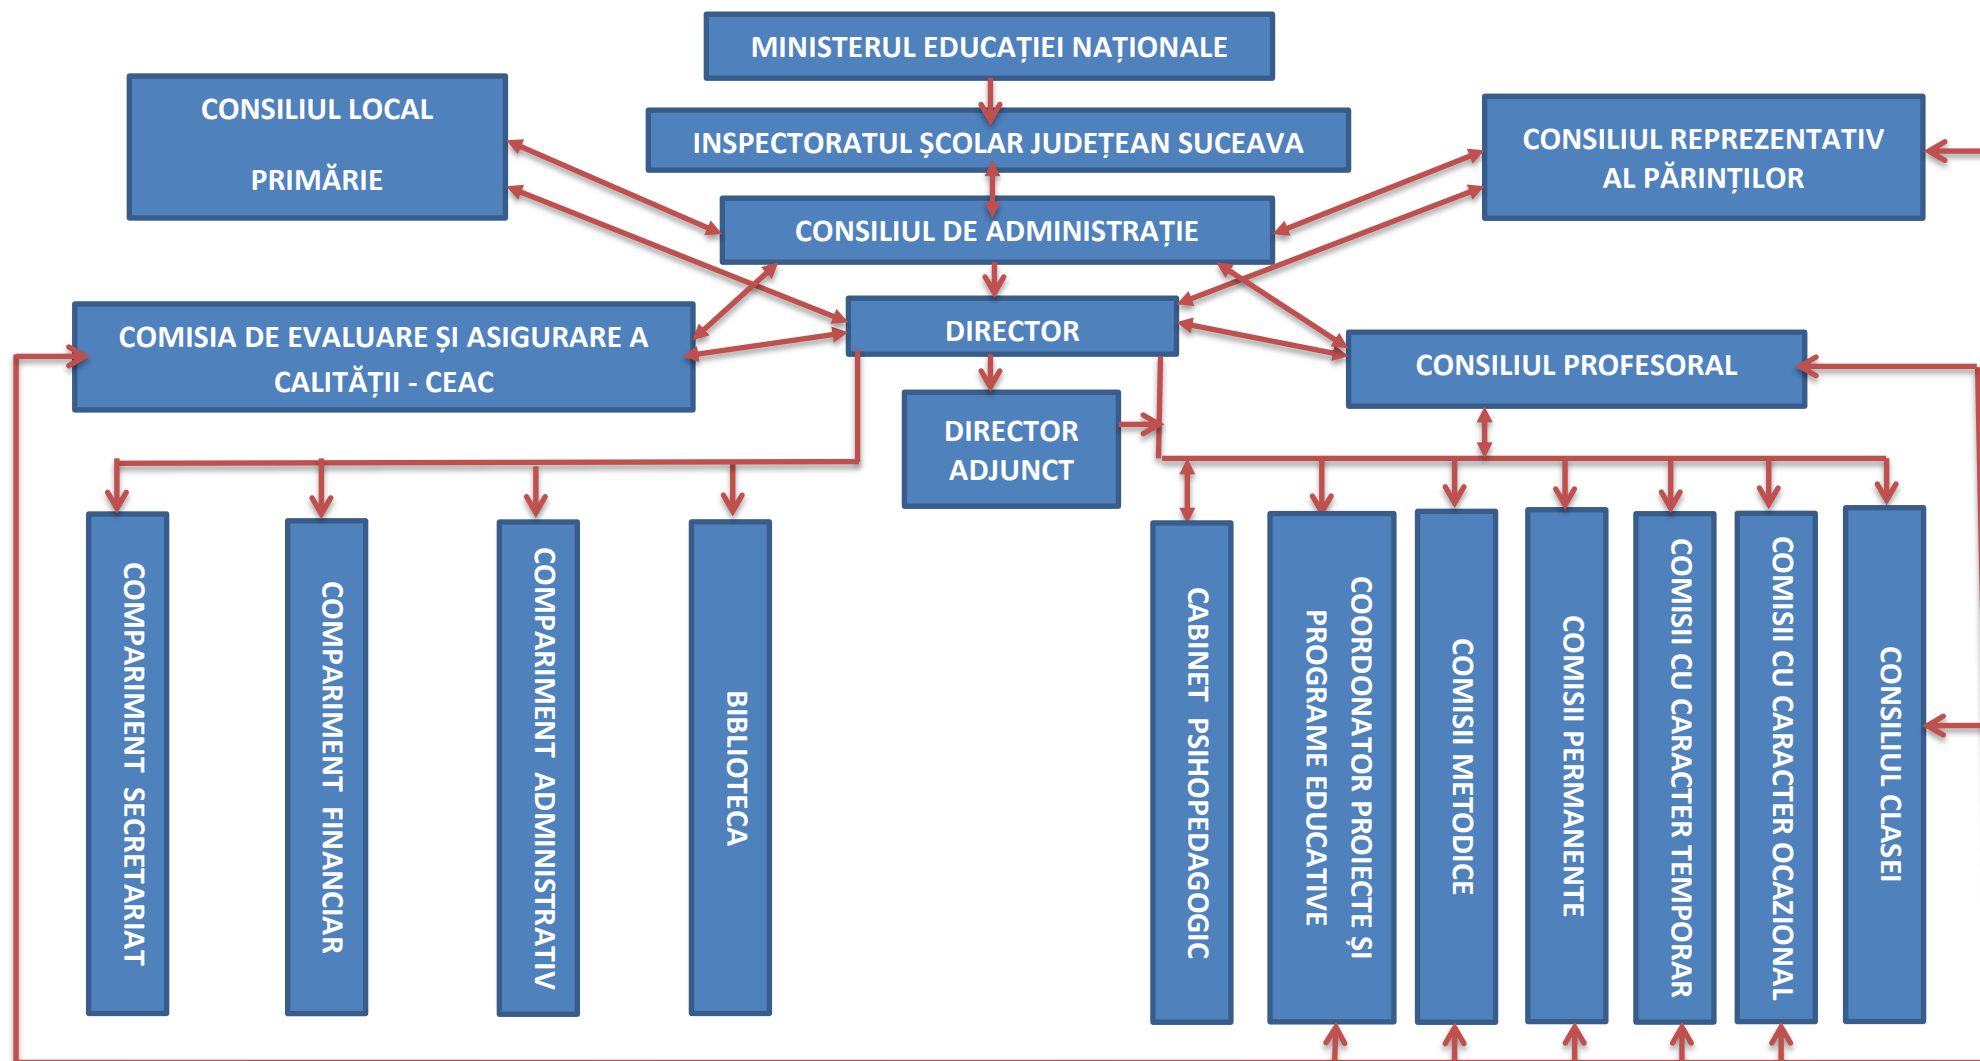 MINISTERUL EDUCAȚIEI NAȚIONALE
CONSILIUL LOCAL
PRIMĂRIE
INSPECTORATUL ȘCOLAR JUDEȚEAN SUCEAVA
CONSILIUL REPREZENTATIV
AL PĂRINȚILOR
CONSILIUL DE ADMINISTRAȚIE
COMISIA DE EVALUARE ȘI ASIGURARE A
CALITĂȚII - CEAC
DIRECTOR
CONSILIUL PROFESORAL
DIRECTOR
ADJUNCT
COMPARIMENT SECRETARIAT
COMPARIMENT FINANCIAR
COMPARIMENT ADMINISTRATIV
BIBLIOTECA
CABINET PSIHOPEDAGOGIC
COORDONATOR PROIECTE ȘI
PROGRAME EDUCATIVE
COMISII METODICE
COMISII PERMANENTE
COMISII CU CARACTER TEMPORAR
COMISII CU CARACTER OCAZIONAL
CONSILIUL CLASEI